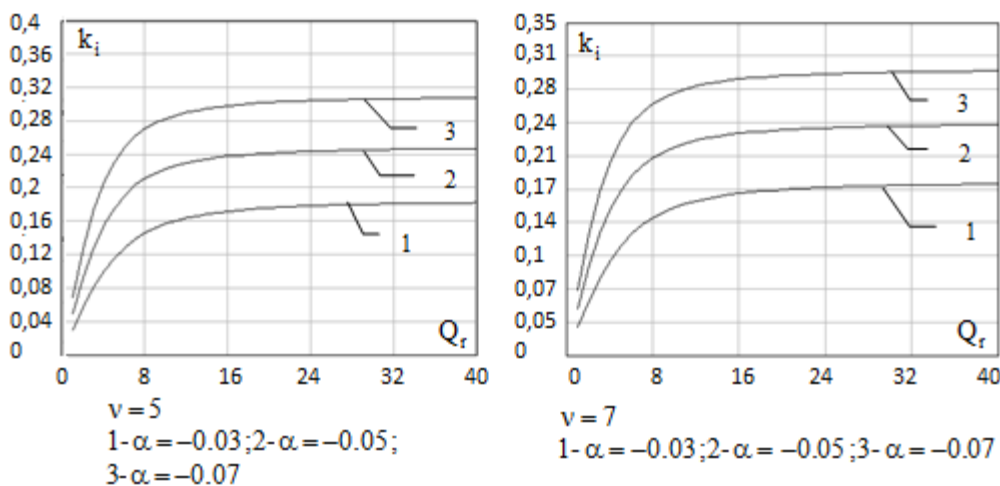 0,4
k i
0,36
0,32
0,28
3
0,24
2
0,2
0,16
1
0,12
0,08
0,04
Q r
0
0 8 16 24 32 40
ν = 5
1- α = −0.03 ;2- α = −0.05 ;
3- α = −0.07
0,35
k i
0,31
0,28
3
0,24
2
0,21
0,17
1
0,14
0,1
0,07
0,05
Q r
0
0 8 16 24 32 40
ν = 7
1- α = −0.03 ;2- α = −0.05 ;3- α = −0.07